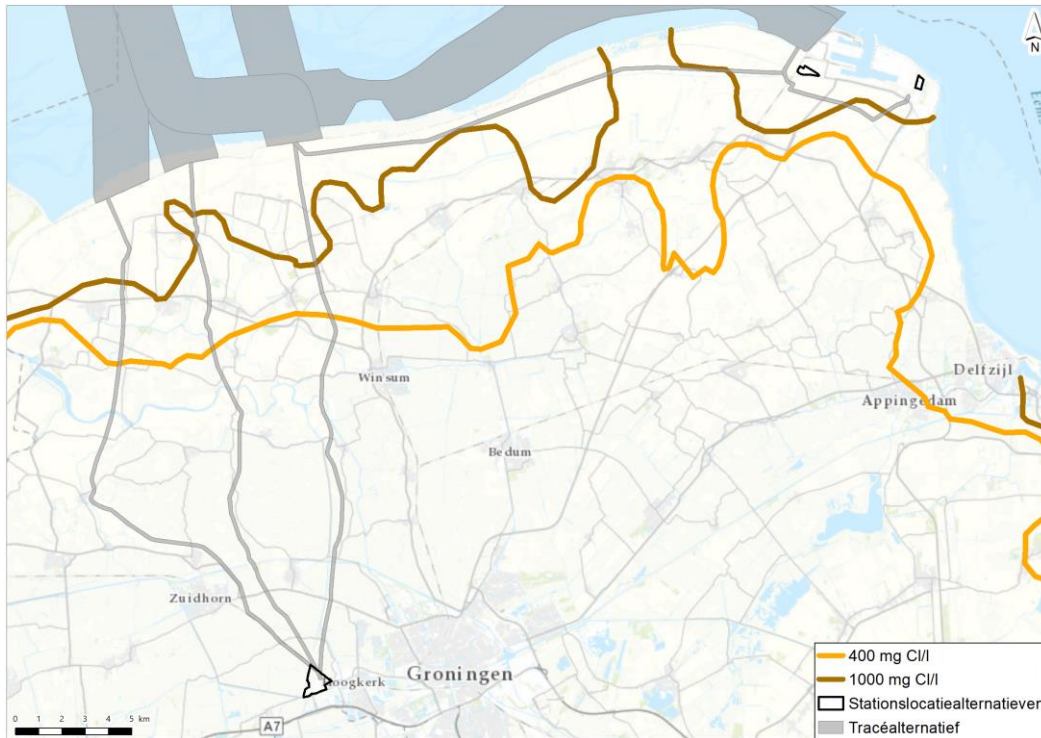 N
Delfzijl
Appingedam
Winsum
Bedum
Zuidhorn
Groningen
oogkerk
A7
0 1 2 3 4 5 km
400 mg Cl/l
1000 mg Cl/l
Stationslocatiealternatieven
Tracéalternatief